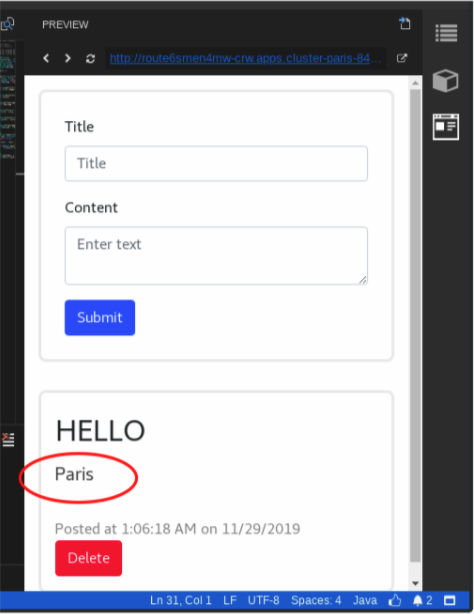 PREVIEW
http://route6smen4mw-crw.apps.cluster-paris-84...
Title
Title
Content
Enter text
Submit
HELLO
Paris
Posted at 1:06:18 AM on 11/29/2019
Delete
Ln 31, Col 1 LF UTF-8 Spaces: 4 Java 2